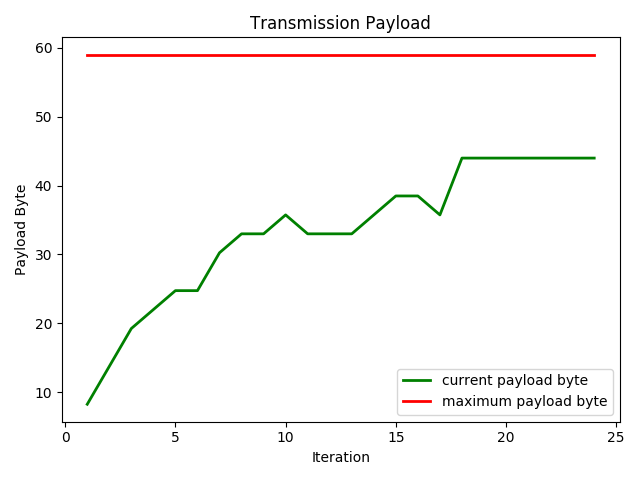 Transmission Payload
60
50
40
30
20
10
Payload Byte
0
5
10
15
20
25
Iteration
current payload byte
maximum payload byte